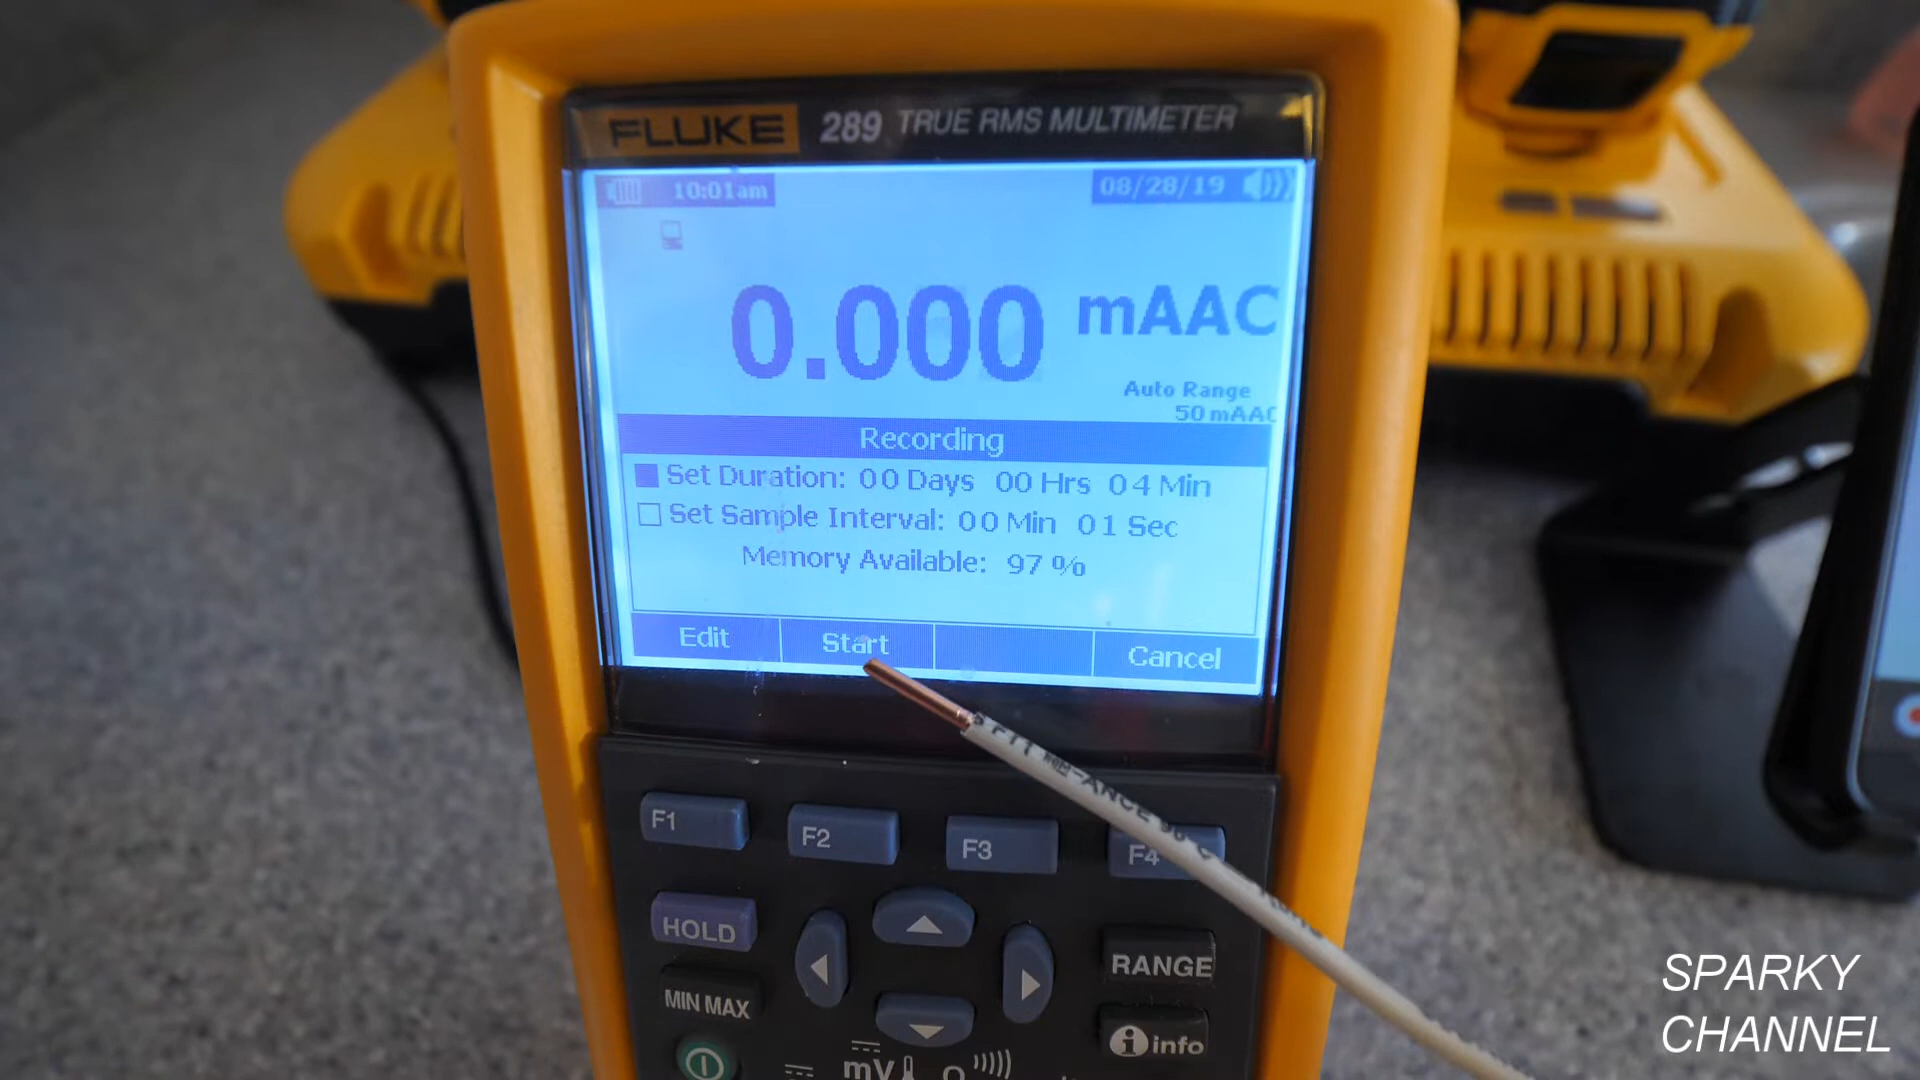 FLUKE 289 TRUE RMS MULTIMETER
10:01am 08/28/19
0.000 mAAC
Auto Range
50 mAAC
Recording
Set Duration: 00 Days 00 Hrs 04 Min
Set Sample Interval: 00 Min 01 Sec
Memory Available: 97 %
Edit Start Cancel
F1 F2 F3 F4
HOLD
RANGE
MIN MAX
info
mV Ω
SPARKY
CHANNEL